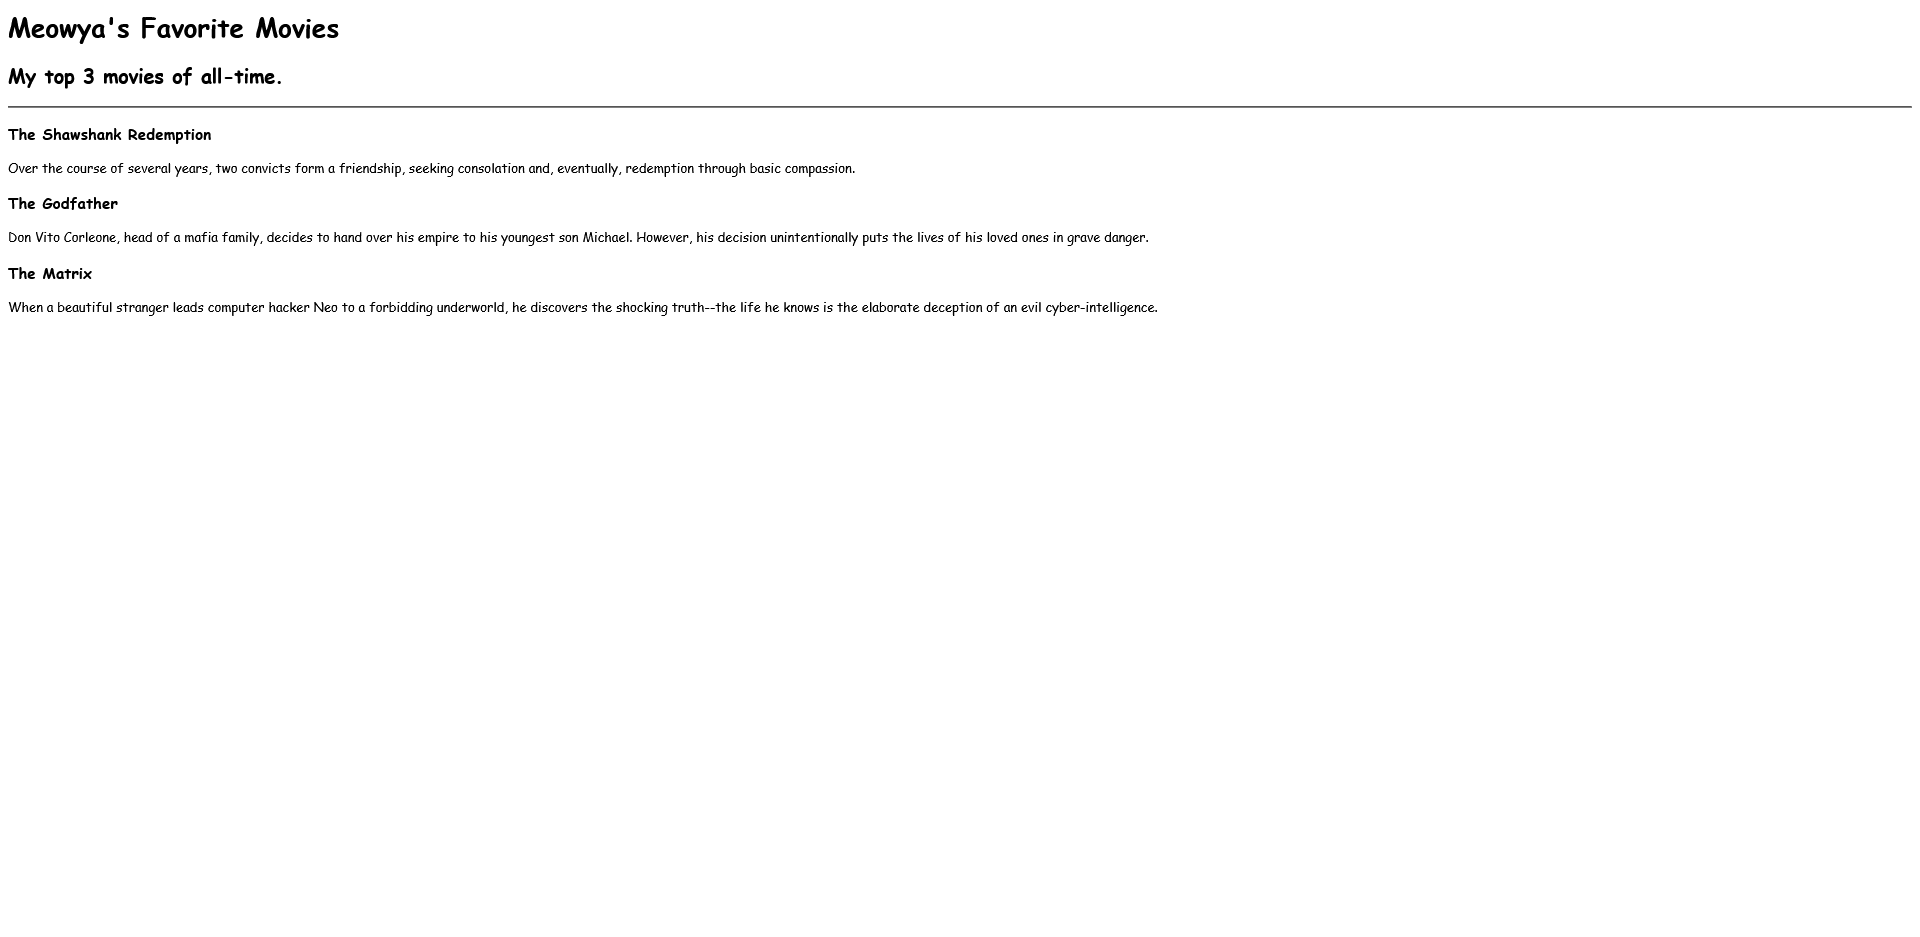 Meowya's Favorite Movies
My top 3 movies of all-time.
The Shawshank Redemption
Over the course of several years, two convicts form a friendship, seeking consolation and, eventually, redemption through basic compassion.
The Godfather
Don Vito Corleone, head of a mafia family, decides to hand over his empire to his youngest son Michael. However, his decision unintentionally puts the lives of his loved ones in grave danger.
The Matrix
When a beautiful stranger leads computer hacker Neo to a forbidding underworld, he discovers the shocking truth--the life he knows is the elaborate deception of an evil cyber-intelligence.